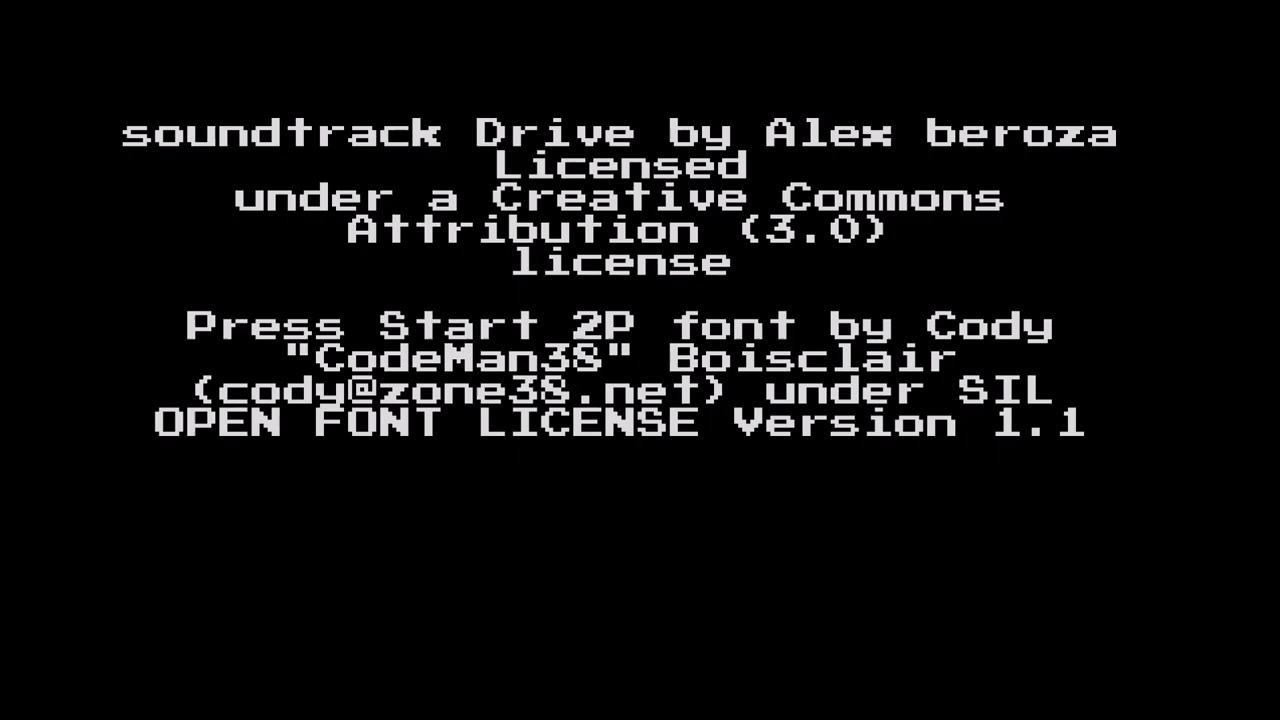 soundtrack Drive by Alex beroza
Licensed
under a Creative Commons
Attribution (3.0)
license
Press Start 2P font by Cody
"CodeMan38" Boisclair
(cody@zone38.net) under SIL
OPEN FONT LICENSE Version 1.1